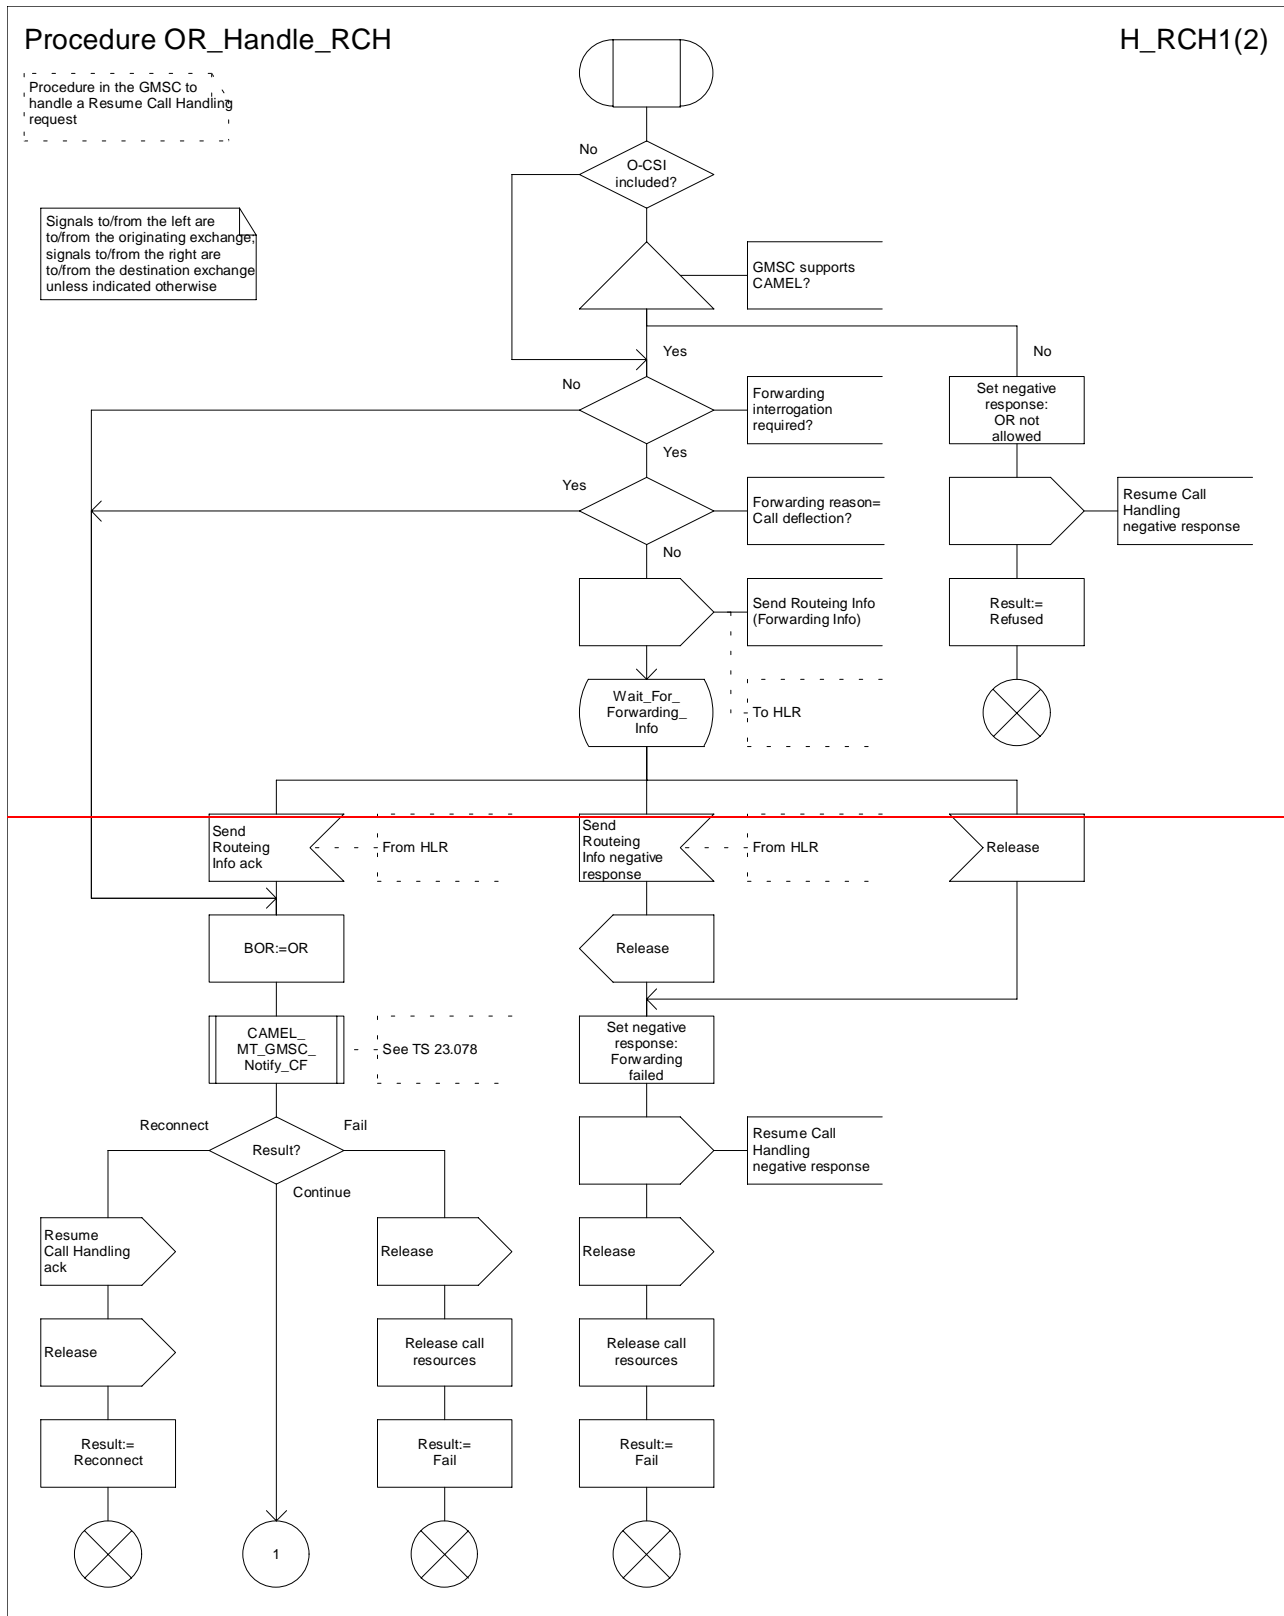 Procedure OR_Handle_RCH
H_RCH1(2)
Procedure in the GMSC to
handle a Resume Call Handling
request
Signals to/from the left are
to/from the originating exchange;
signals to/from the right are
to/from the destination exchange
unless indicated otherwise
No
O-CSI
included?
GMSC supports
CAMEL?
Yes
No
No
Forwarding
interrogation
required?
Set negative
response:
OR not
allowed
Yes
Yes
Forwarding reason=
Call deflection?
Resume Call
Handling
negative response
No
Send Routeing Info
(Forwarding Info)
Result:=
Refused
Wait_For_
Forwarding_
Info
To HLR
Send
Routeing
Info ack
From HLR
Send
Routeing
Info negative
response
From HLR
Release
BOR:=OR
Release
CAMEL_
MT_GMSC_
Notify_CF
See TS 23.078
Set negative
response:
Forwarding
failed
Reconnect
Fail
Result?
Continue
Resume Call
Handling
negative response
Resume
Call Handling
ack
Release
Release
Release
Release call
resources
Release call
resources
Result:=
Reconnect
Result:=
Fail
Result:=
Fail
1